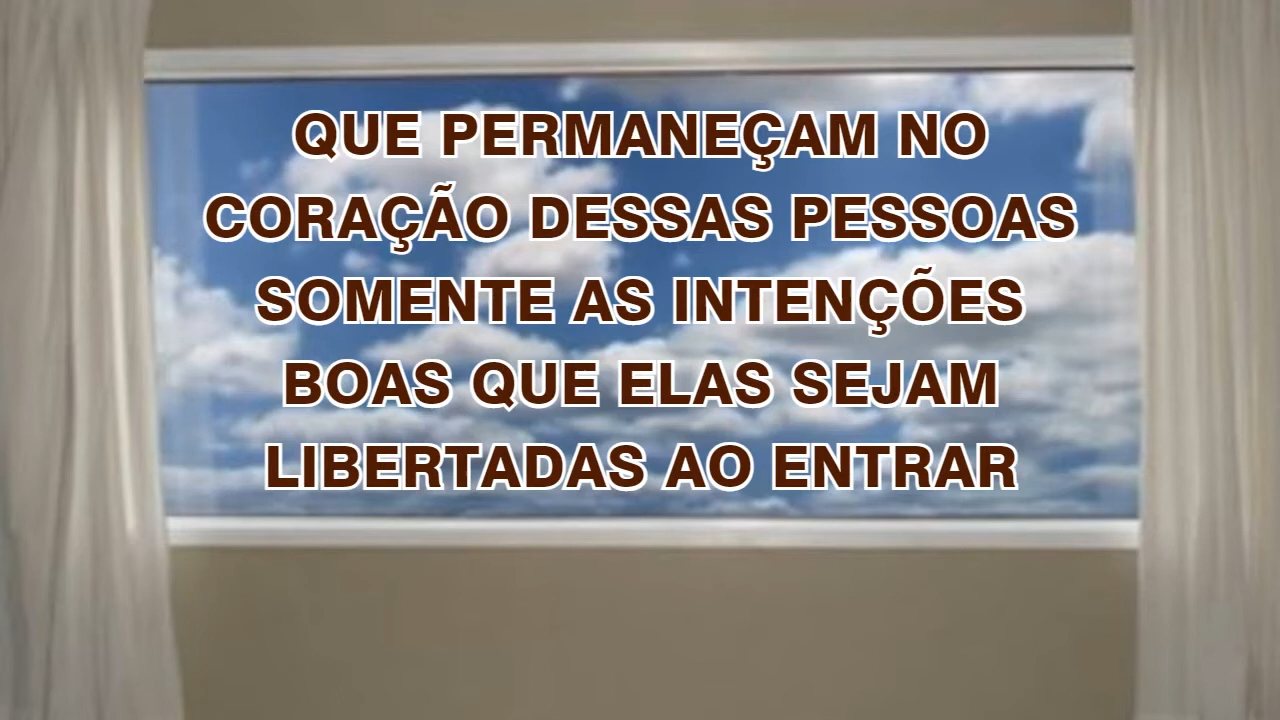 QUE PERMANEÇAM NO
CORAÇÃO DESSAS PESSOAS
SOMENTE AS INTENÇÕES
BOAS QUE ELAS SEJAM
LIBERTADAS AO ENTRAR